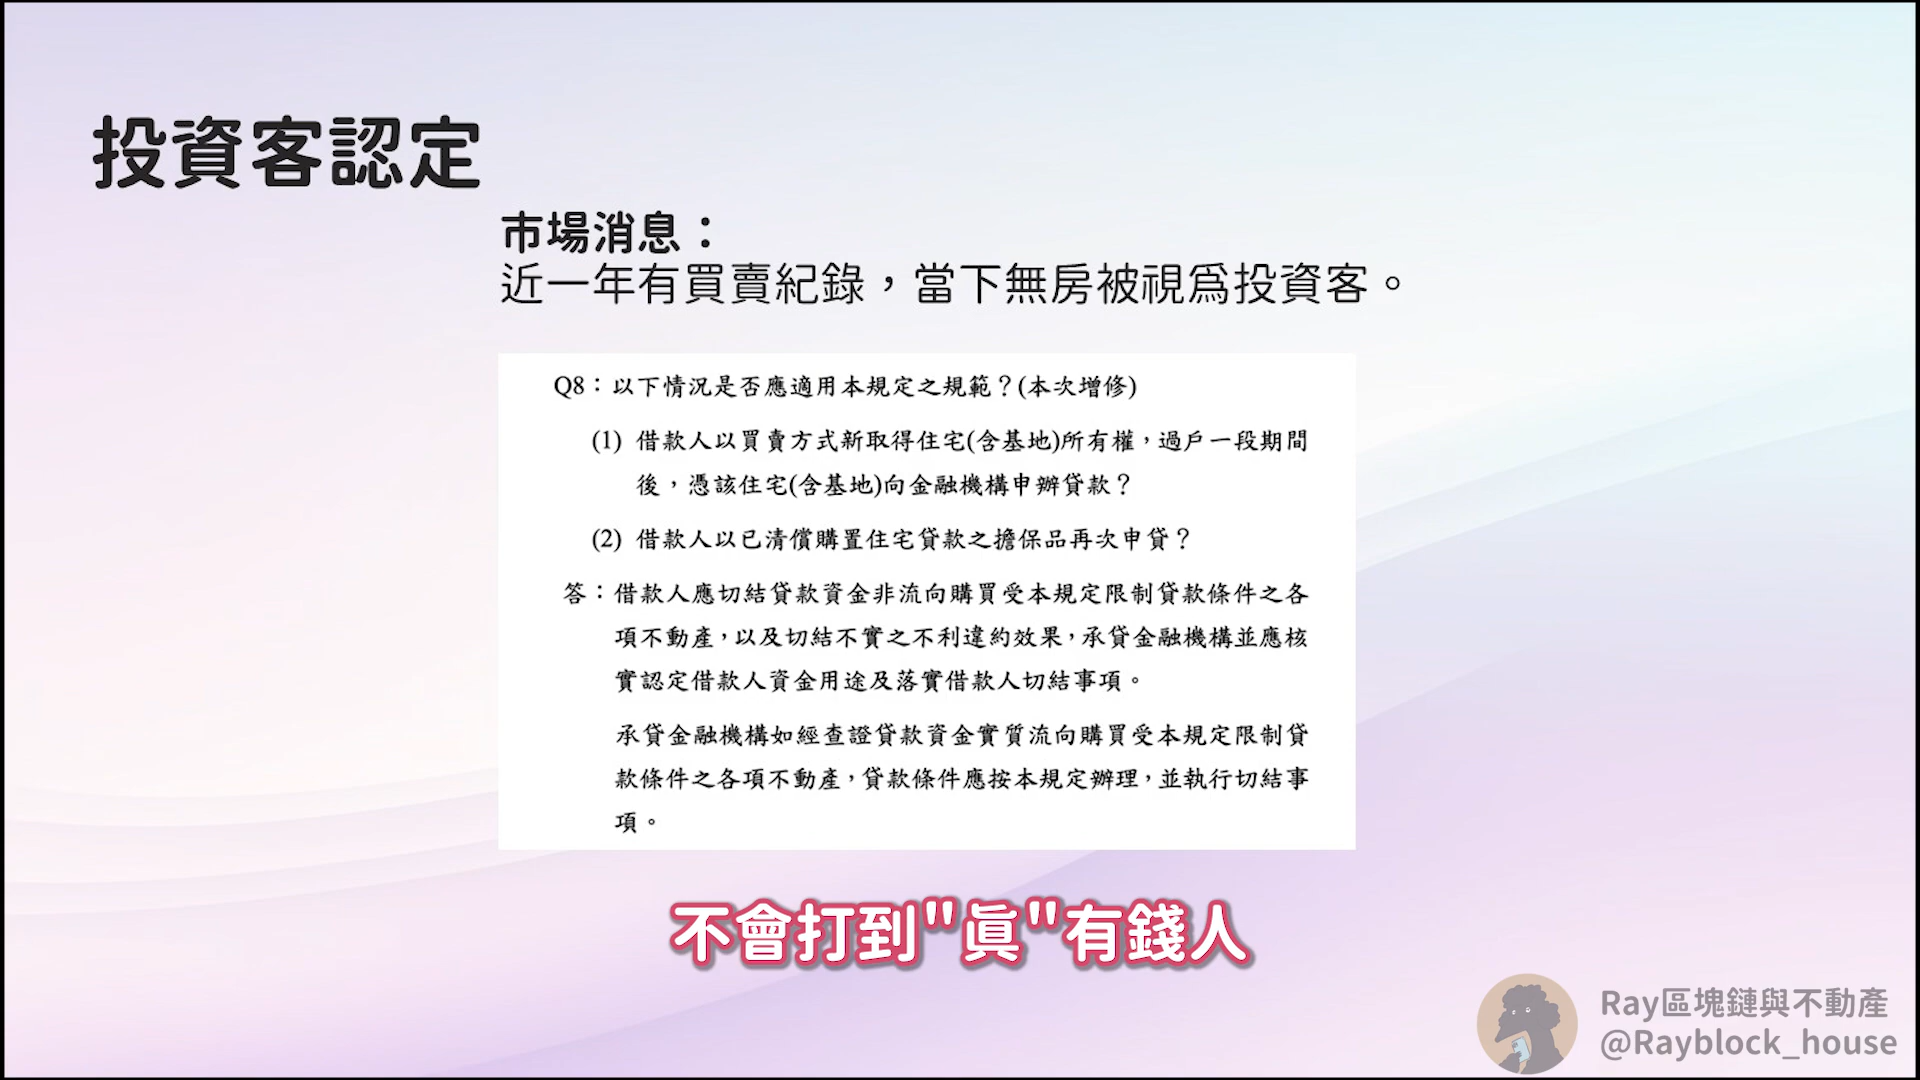 投資客認定
市場消息：
近一年有買賣紀錄，當下無房被視爲投資客。
Q8：以下情況是否應適用本規定之規範？(本次增修)
(1) 借款人以買賣方式新取得住宅(含基地)所有權，過戶一段期間
後，憑該住宅(含基地)向金融機構申辦貸款？
(2) 借款人以已清償購置住宅貸款之擔保品再次申貸？
答：借款人應切結貸款資金非流向購買受本規定限制貸款條件之各
項不動產，以及切結不實之不利違約效果，承貸金融機構並應核
實認定借款人資金用途及落實借款人切結事項。
承貸金融機構如經查證貸款資金實質流向購買受本規定限制貸
款條件之各項不動產，貸款條件應按本規定辦理，並執行切結事
項。
不會打到"眞"有錢人
Ray區塊鏈與不動產
@Rayblock_house